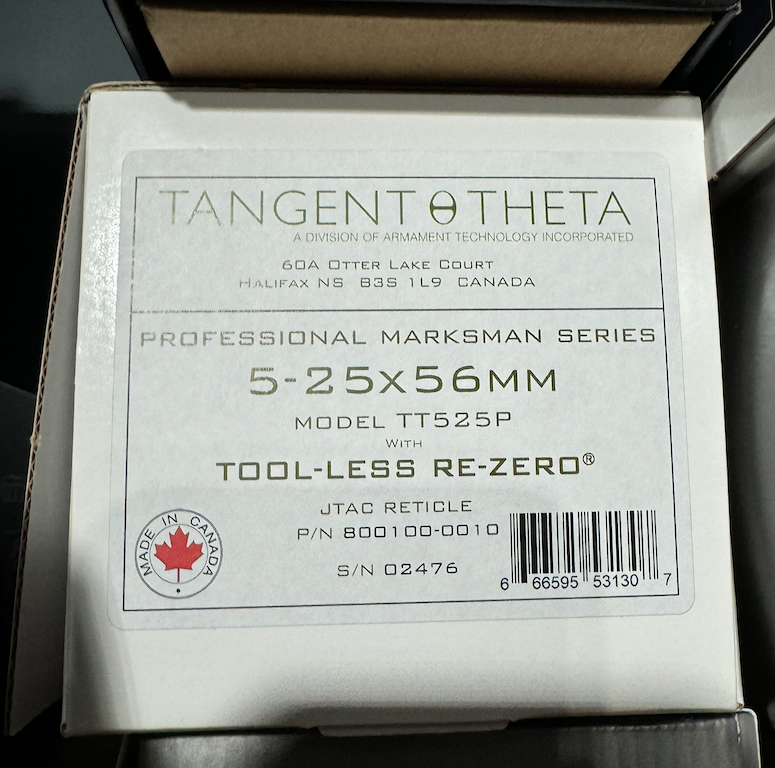 TANGENT θ THETA
A DIVISION OF ARMAMENT TECHNOLOGY INCORPORATED
60A OTTER LAKE COURT
HALIFAX NS B3S 1L9 CANADA
PROFESSIONAL MARKSMAN SERIES
5-25x56MM
MODEL TT525P
WITH
TOOL-LESS RE-ZERO®
JTAC RETICLE
P/N 800100-0010
S/N 02476
MADE IN CANADA
6 66595 53130 7